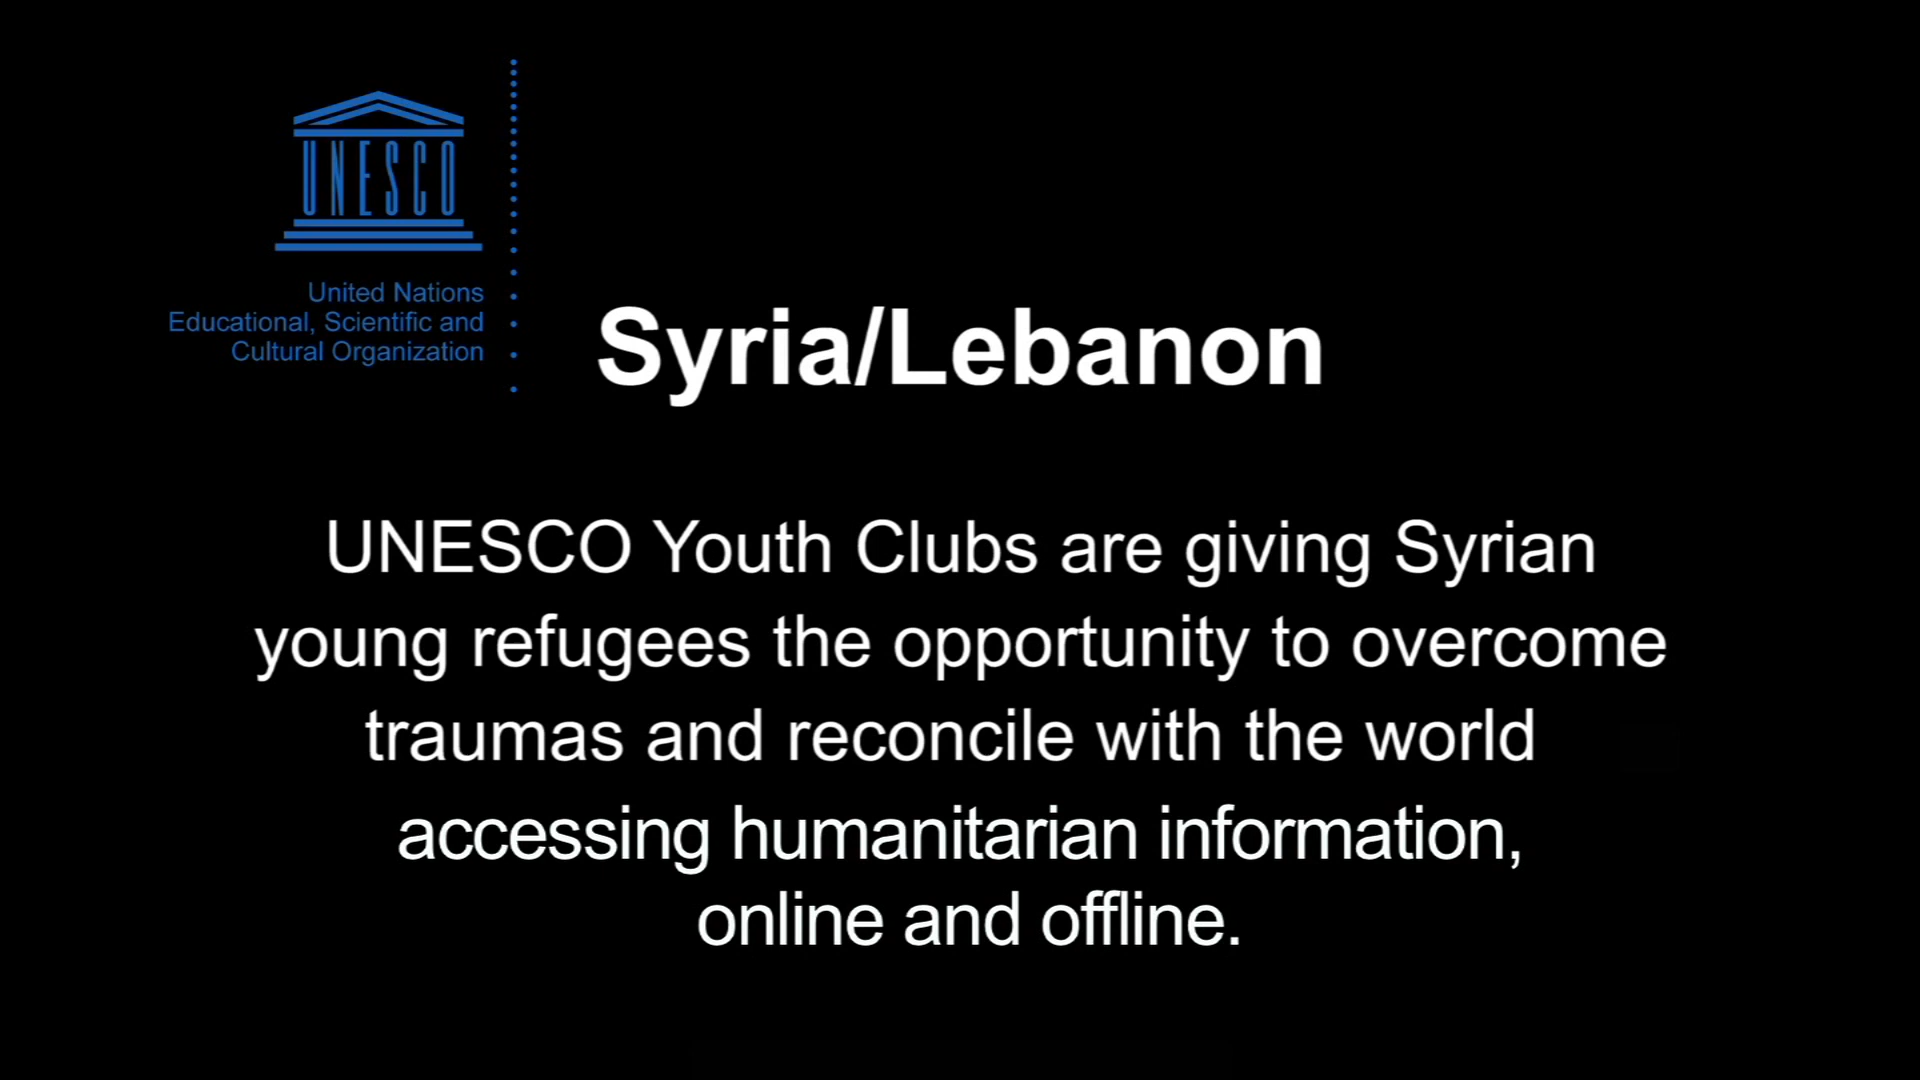 UNESCO
United Nations
Educational, Scientific and
Cultural Organization
Syria/Lebanon
UNESCO Youth Clubs are giving Syrian
young refugees the opportunity to overcome
traumas and reconcile with the world
accessing humanitarian information,
online and offline.